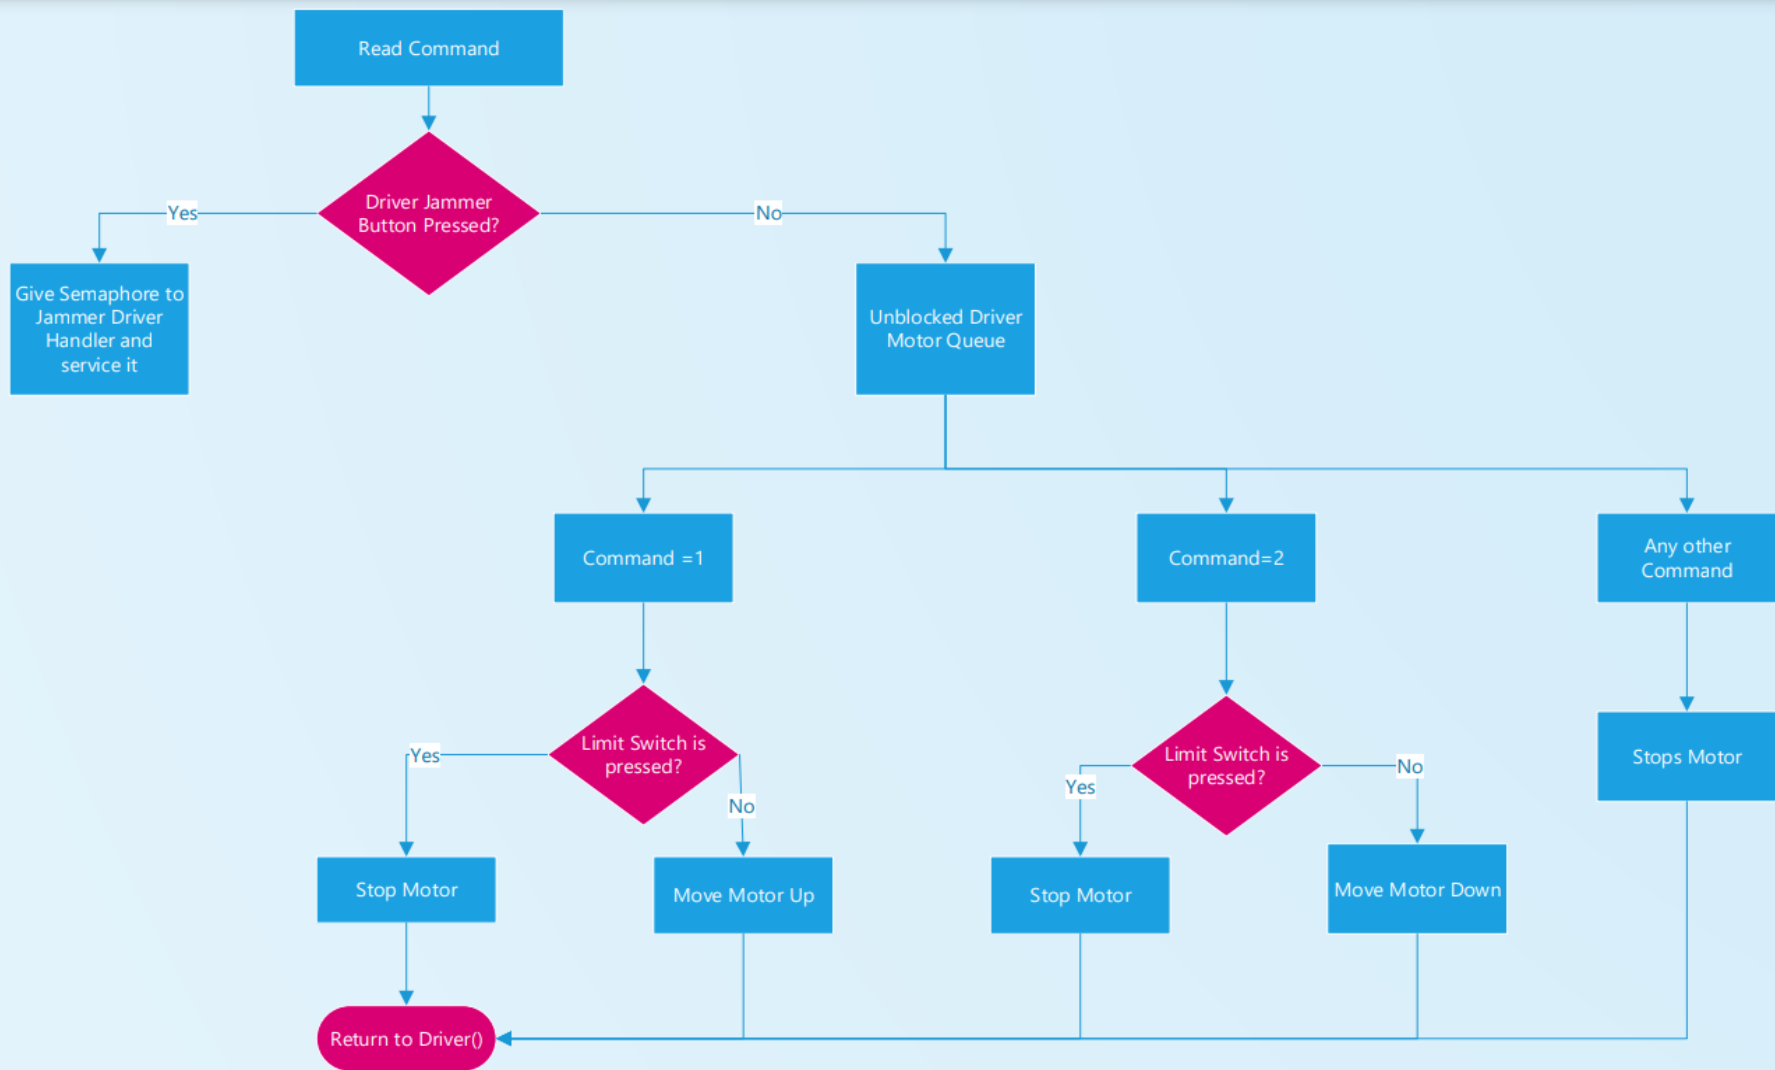 Read Command
Driver Jammer
Button Pressed?
Yes
No
Give Semaphore to
Jammer Driver
Handler and
service it
Unblocked Driver
Motor Queue
Command =1
Command=2
Any other
Command
Limit Switch is
pressed?
Yes
No
Limit Switch is
pressed?
Yes
No
Stops Motor
Stop Motor
Move Motor Up
Stop Motor
Move Motor Down
Return to Driver()